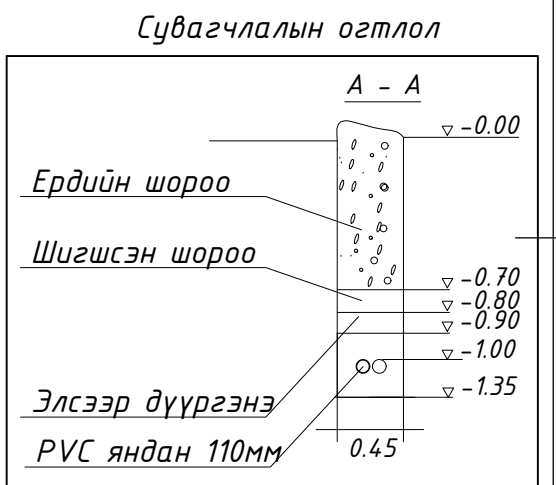 Сувагчлалын огтлол
А - А
-0.00
Ердийн шороо
Шигшсэн шороо
-0.70
-0.80
-0.90
-1.00
-1.35
Элсээр дүүргэнэ
PVC яндан 110мм
0.45